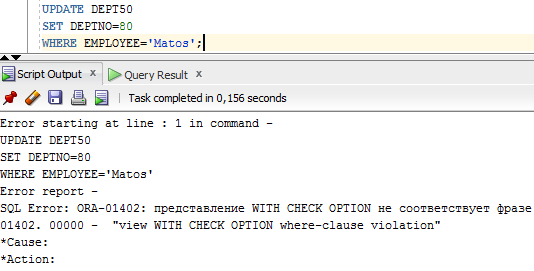 UPDATE DEPT50
SET DEPTNO=80
WHERE EMPLOYEE='Matos';
Script Output x Query Result x
Task completed in 0,156 seconds
Error starting at line : 1 in command -
UPDATE DEPT50
SET DEPTNO=80
WHERE EMPLOYEE='Matos'
Error report -
SQL Error: ORA-01402: представление WITH CHECK OPTION не соответствует фразе
01402. 00000 -  "view WITH CHECK OPTION where-clause violation"
*Cause:
*Action: